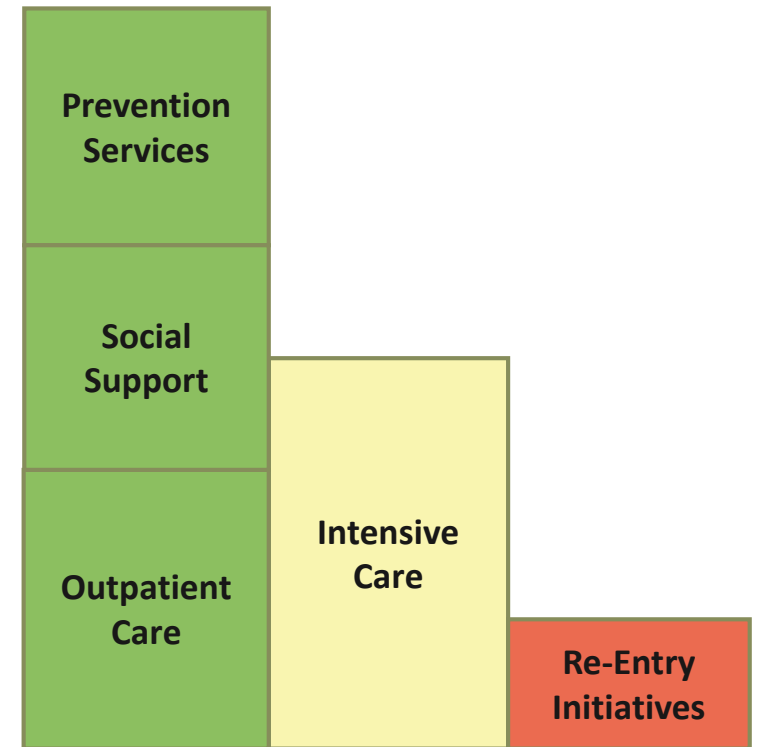 Prevention
Services
Social
Support
Outpatient
Care
Intensive
Care
Re-Entry
Initiatives